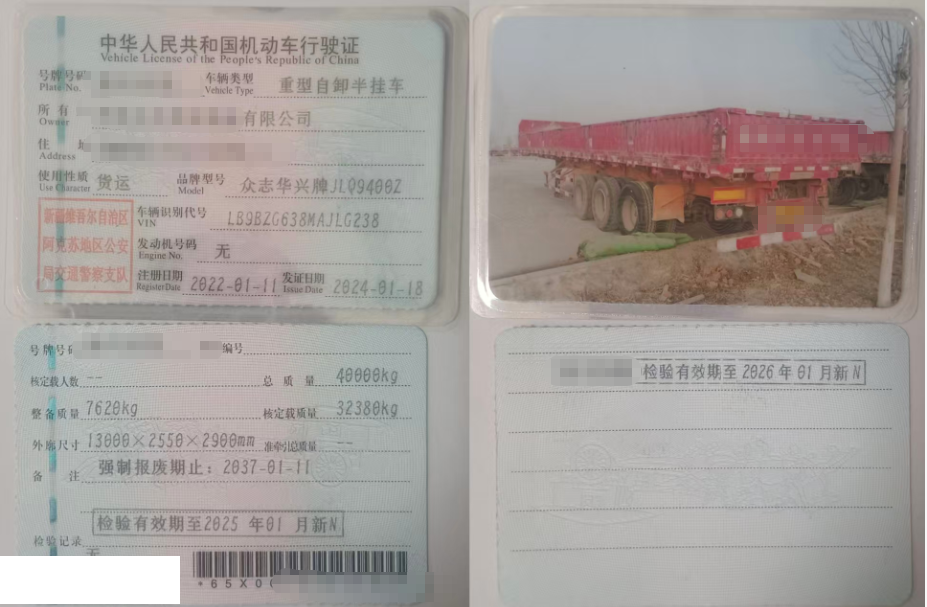 中华人民共和国机动车行驶证
Vehicle License of the People's Republic of China
号牌号码
Plate No.
车辆类型 重型自卸半挂车
Vehicle Type
所有 有限公司
Owner
住
Address
使用性质 货运 品牌型号 众志华兴牌JLQ9400Z
Use Character Model
新疆维吾尔自治区
阿克苏地区公安
局交通警察支队
车辆识别代号 LB9BZG638MAJLG238
VIN
发动机号码 无
Engine No.
注册日期 2022-01-11 发证日期 2024-01-18
Register Date Issue Date
号牌号 编号
核定载人数 -- 总质量 40000kg
整备质量 7620kg 核定载质量 32380kg
外廓尺寸 13000×2550×2900mm 准牵引总质量 --
备注 强制报废期止：2037-01-11
检验有效期至2025 年01 月新N
检验记录
无
*65X0
检验有效期至 2026 年 01 月新 N